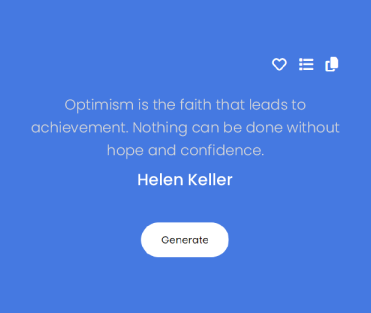 Optimism is the faith that leads to
achievement. Nothing can be done without
hope and confidence.
Helen Keller
Generate